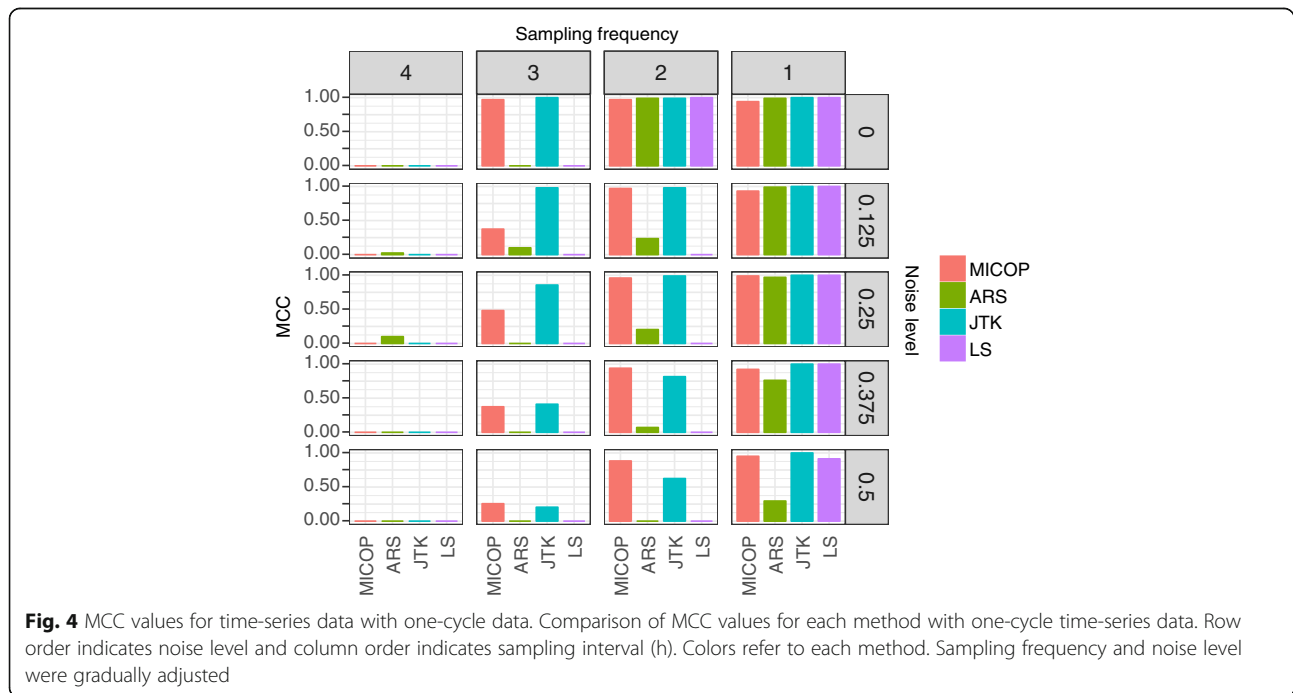 Sampling frequency
4 3 2 1
1.00
0.50
0.00
0
1.00
0.50
0.00
0.125
1.00
0.50
0.00
0.25
1.00
0.50
0.00
0.375
1.00
0.50
0.00
0.5
MCC
Noise level
MICOP
ARS
JTK
LS
MICOP ARS JTK LS MICOP ARS JTK LS MICOP ARS JTK LS MICOP ARS JTK LS
Fig. 4 MCC values for time-series data with one-cycle data. Comparison of MCC values for each method with one-cycle time-series data. Row
order indicates noise level and column order indicates sampling interval (h). Colors refer to each method. Sampling frequency and noise level
were gradually adjusted